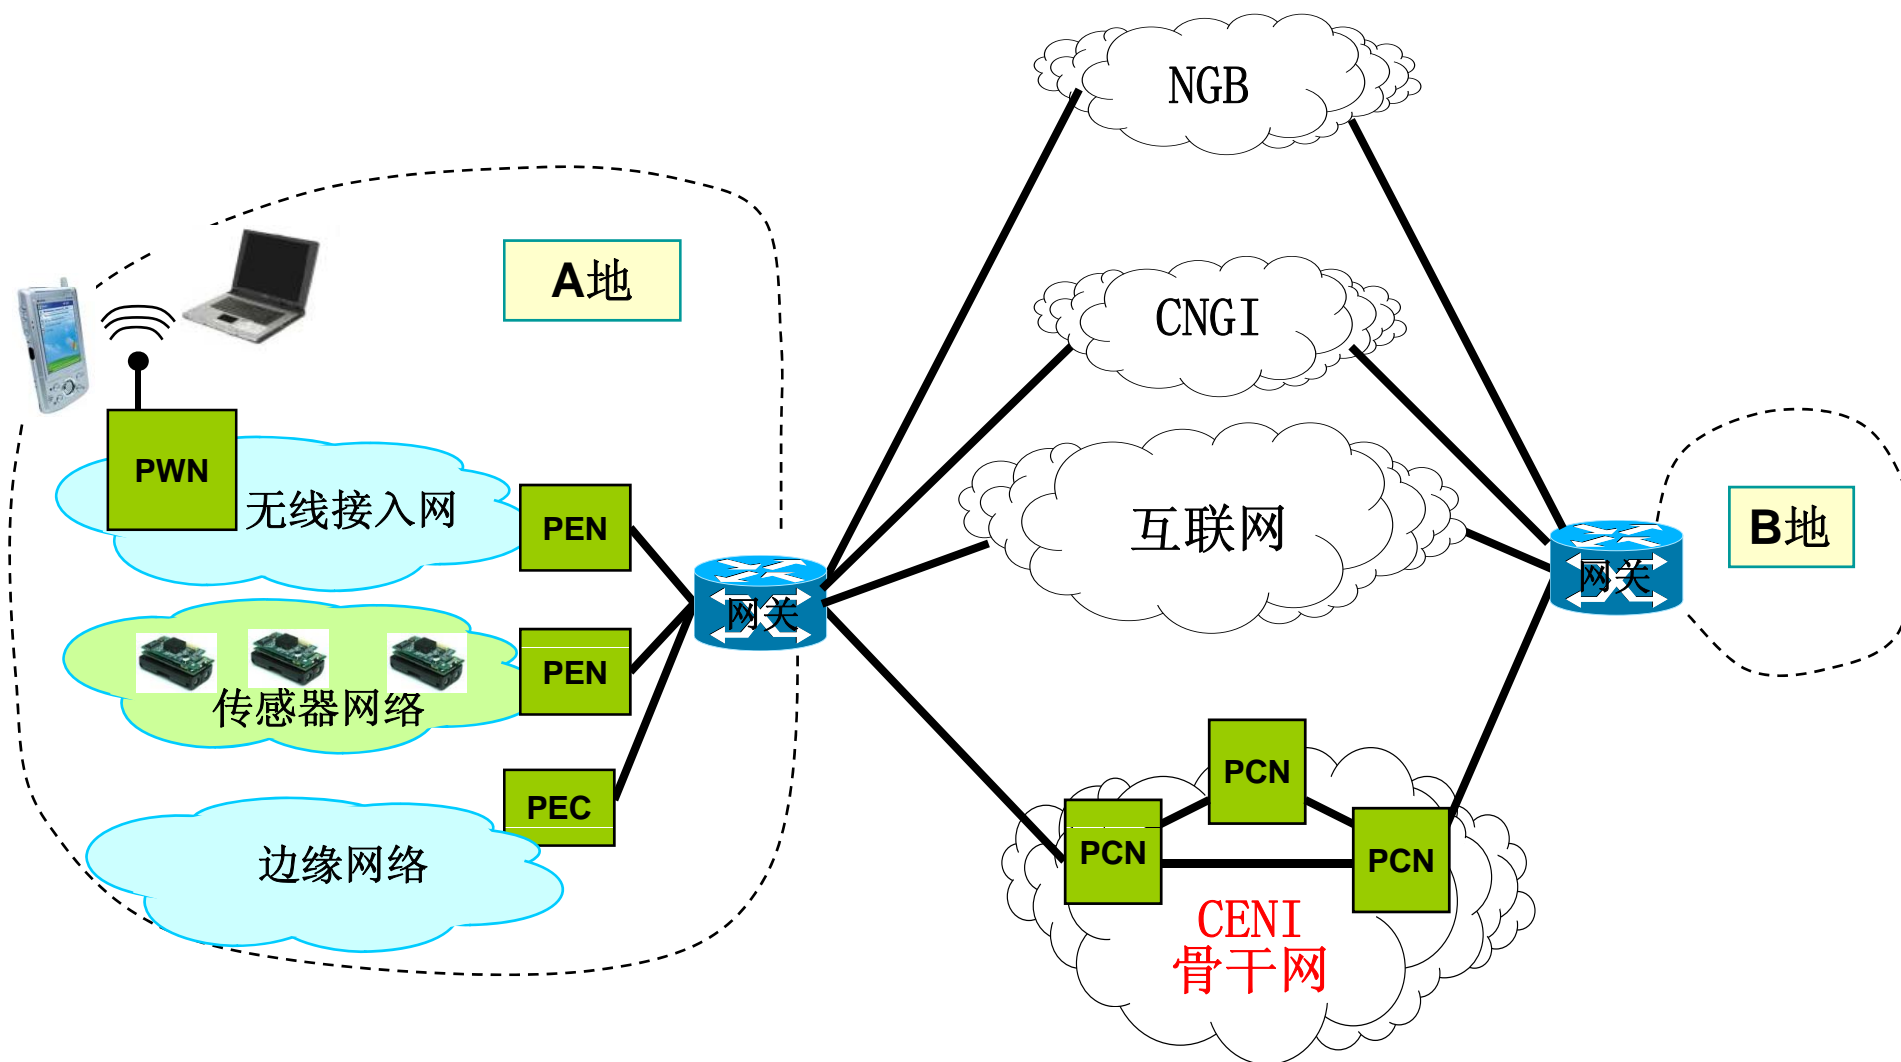 NGB
A地
CNGI
PWN
无线接入网
PEN
互联网
B地
网关
网关
PEN
传感器网络
PEC
边缘网络
PCN
PCN
PCN
CENI
骨干网